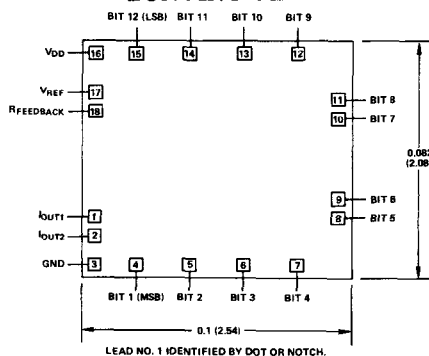 BIT 12 (LSB) BIT 11 BIT 10 BIT 9
VDD 16 15 14 13 12
VREF 17
RFEEDBACK 18
11 BIT 8
10 BIT 7
0.082
(2.08
9 BIT 6
8 BIT 5
IOUT1 1
IOUT2 2
GND 3 4 5 6 7
BIT 1 (MSB) BIT 2 BIT 3 BIT 4
0.1 (2.54)
LEAD NO. 1 IDENTIFIED BY DOT OR NOTCH.